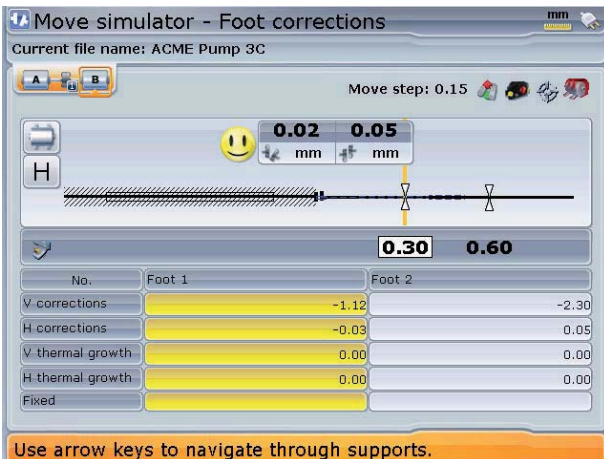 Move simulator - Foot corrections mm
Current file name: ACME Pump 3C
A B Move step: 0.15
0.02 0.05
mm mm
H
0.30 0.60
No. Foot 1 Foot 2
V corrections -1.12 -2.30
H corrections -0.03 0.05
V thermal growth 0.00 0.00
H thermal growth 0.00 0.00
Fixed
Use arrow keys to navigate through supports.